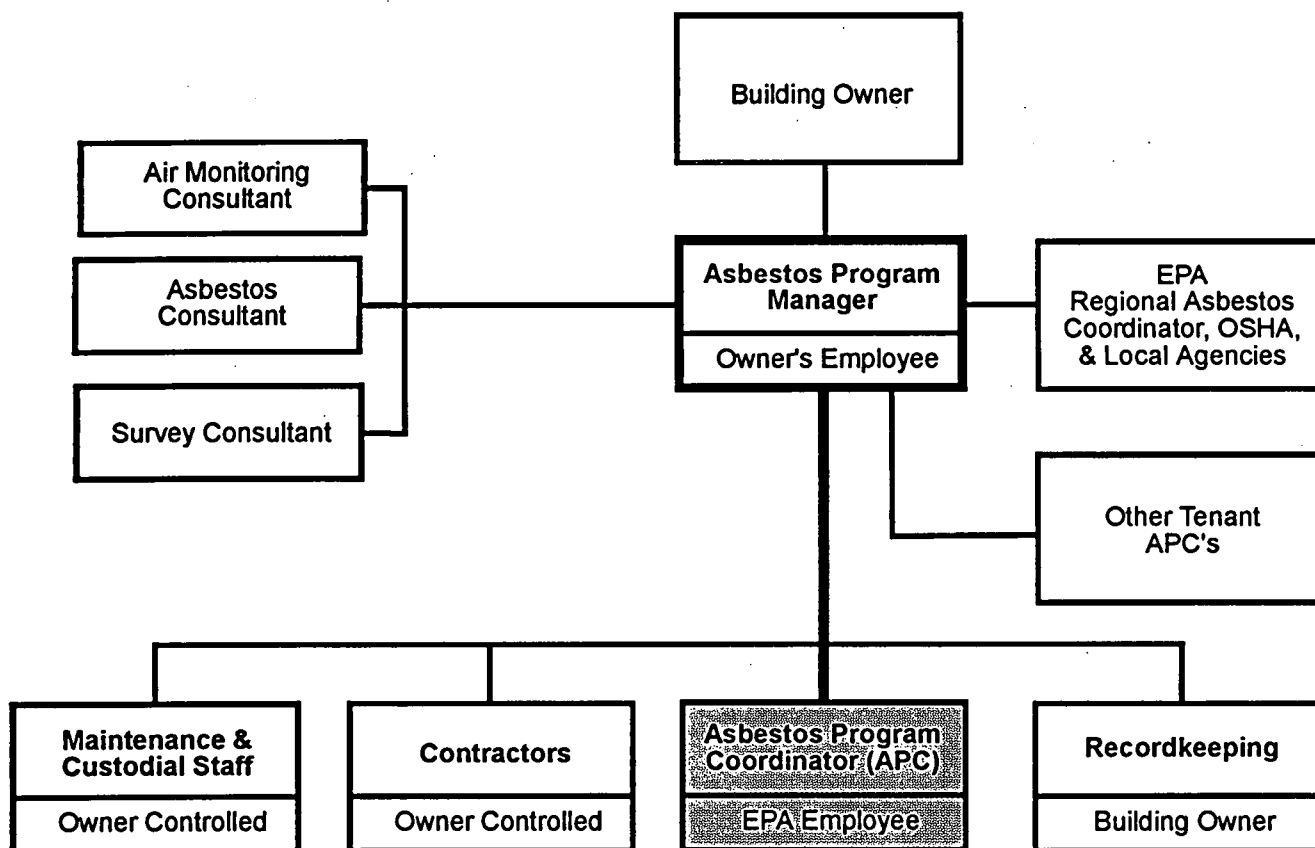 Building Owner
Air Monitoring
Consultant
Asbestos
Consultant
Survey Consultant
Asbestos Program
Manager
Owner's Employee
EPA
Regional Asbestos
Coordinator, OSHA,
& Local Agencies
Other Tenant
APC's
Maintenance &
Custodial Staff
Owner Controlled
Contractors
Owner Controlled
Asbestos Program
Coordinator (APC)
EPA Employee
Recordkeeping
Building Owner